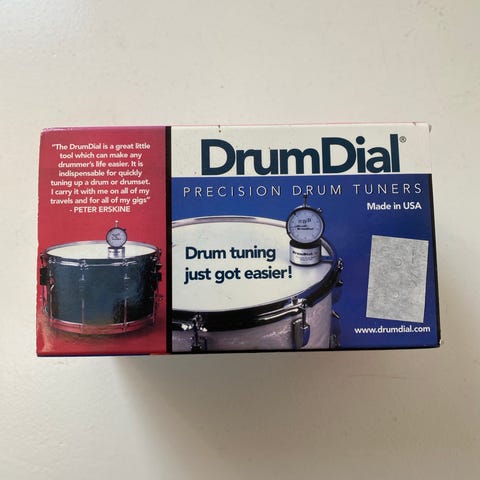 "The DrumDial is a great little
tool which can make any
drummer's life easier. It is
indispensable for quickly
tuning up a drum or drumset.
I carry it with me on all of my
travels and for all of my gigs"
- PETER ERSKINE
DrumDial®
PRECISION DRUM TUNERS
Made in USA
Drum tuning
just got easier!
DrumDial
www.drumdial.com